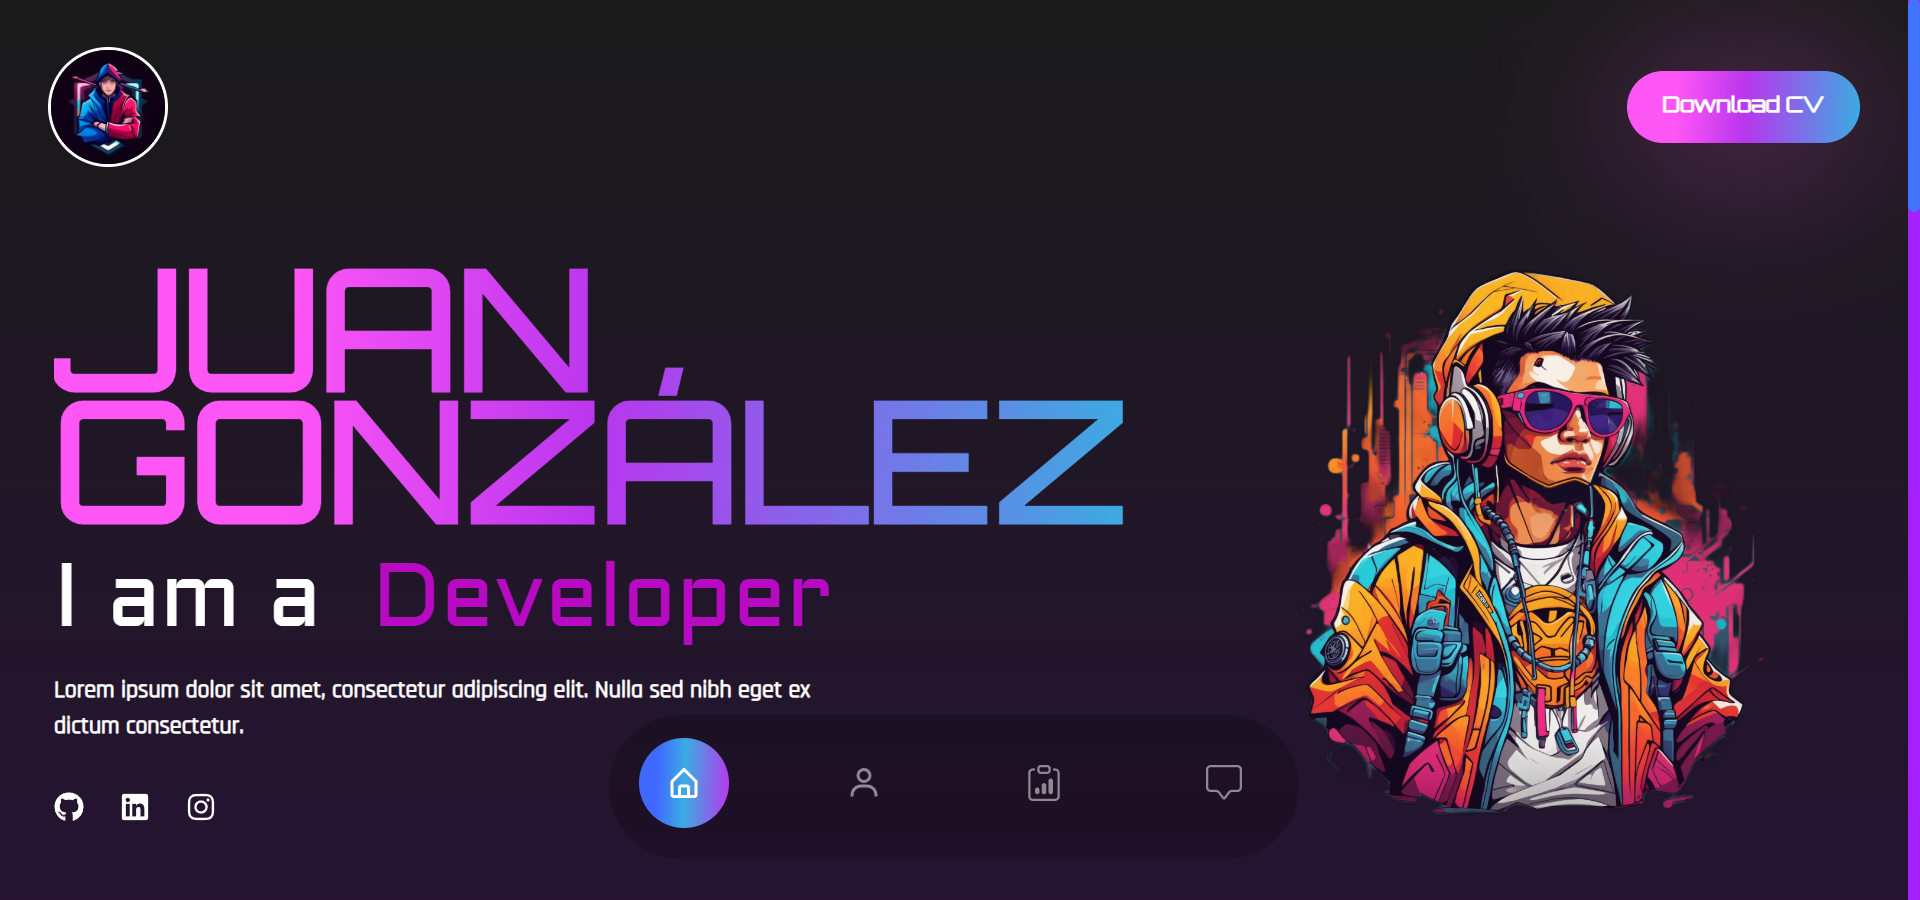 Download CV
JUAN
GONZÁLEZ
I am a Developer
Lorem ipsum dolor sit amet, consectetur adipiscing elit. Nulla sed nibh eget ex
dictum consectetur.
in